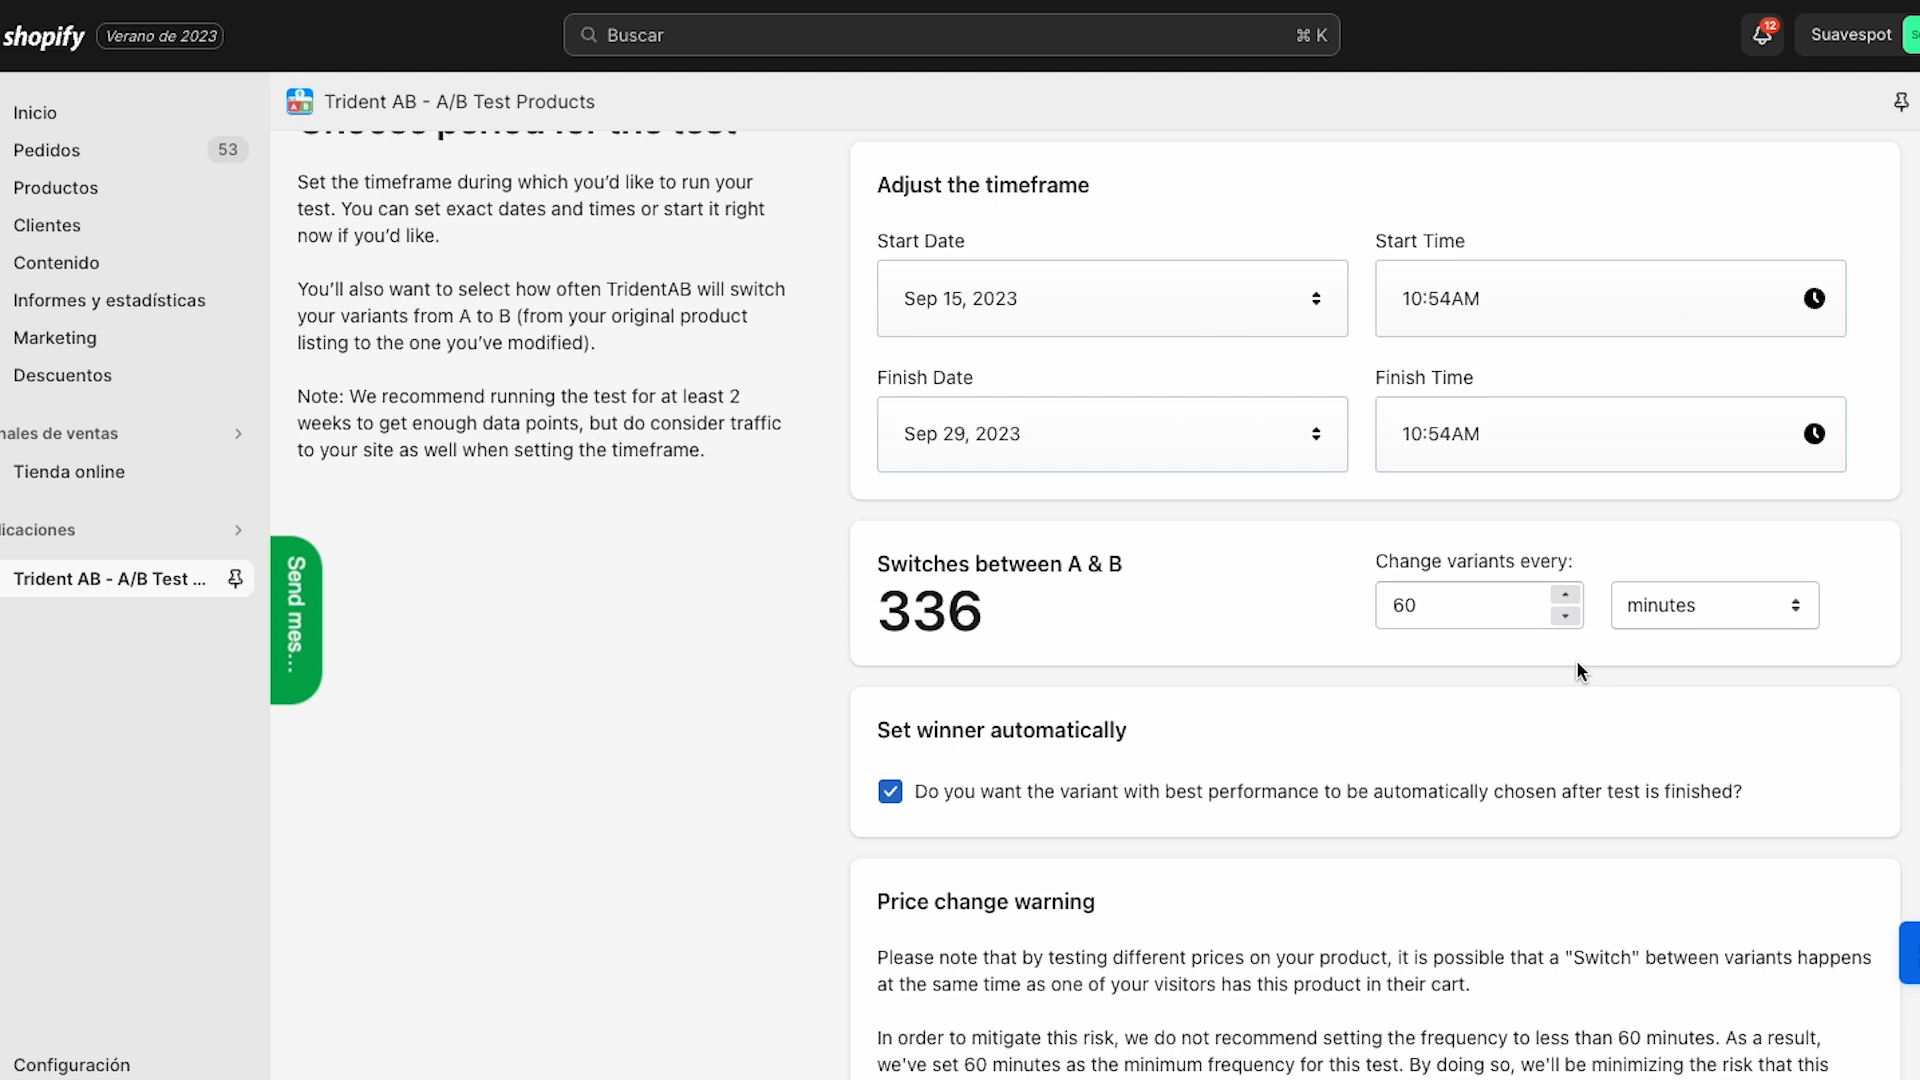 shopify
Verano de 2023
Buscar
⌘ K
12
Suavespot
Inicio
Pedidos
53
Productos
Clientes
Contenido
Informes y estadísticas
Marketing
Descuentos
nales de ventas
Tienda online
licaciones
Trident AB - A/B Test ...
Configuración
Trident AB - A/B Test Products
Choose period for the test
Set the timeframe during which you’d like to run your
test. You can set exact dates and times or start it right
now if you’d like.
You’ll also want to select how often TridentAB will switch
your variants from A to B (from your original product
listing to the one you’ve modified).
Note: We recommend running the test for at least 2
weeks to get enough data points, but do consider traffic
to your site as well when setting the timeframe.
Send mes...
Adjust the timeframe
Start Date
Start Time
Sep 15, 2023
10:54AM
Finish Date
Finish Time
Sep 29, 2023
10:54AM
Switches between A & B
336
Change variants every:
60
minutes
Set winner automatically
Do you want the variant with best performance to be automatically chosen after test is finished?
Price change warning
Please note that by testing different prices on your product, it is possible that a "Switch" between variants happens
at the same time as one of your visitors has this product in their cart.
In order to mitigate this risk, we do not recommend setting the frequency to less than 60 minutes. As a result,
we've set 60 minutes as the minimum frequency for this test. By doing so, we'll be minimizing the risk that this